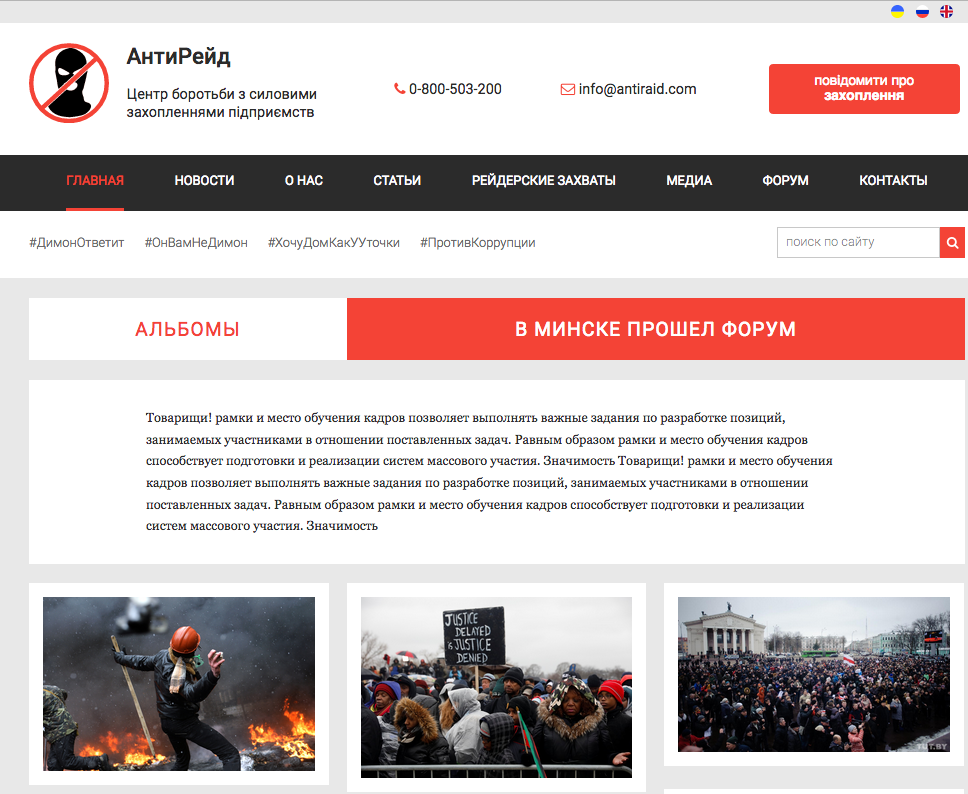 АнтиРейд
Центр боротьби з силовими
захопленнями підприємств
0-800-503-200
info@antiraid.com
повідомити про
захоплення
ГЛАВНАЯ НОВОСТИ О НАС СТАТЬИ РЕЙДЕРСКИЕ ЗАХВАТЫ МЕДИА ФОРУМ КОНТАКТЫ
#ДимонОтветит #ОнВамНеДимон #ХочуДомКакУУточки #ПротивКоррупции
поиск по сайту
АЛЬБОМЫ
В МИНСКЕ ПРОШЕЛ ФОРУМ
Товарищи! рамки и место обучения кадров позволяет выполнять важные задания по разработке позиций,
занимаемых участниками в отношении поставленных задач. Равным образом рамки и место обучения кадров
способствует подготовки и реализации систем массового участия. Значимость Товарищи! рамки и место обучения
кадров позволяет выполнять важные задания по разработке позиций, занимаемых участниками в отношении
поставленных задач. Равным образом рамки и место обучения кадров способствует подготовки и реализации
систем массового участия. Значимость
JUSTICE
DELAYED
IS JUSTICE
DENIED
TUT.BY